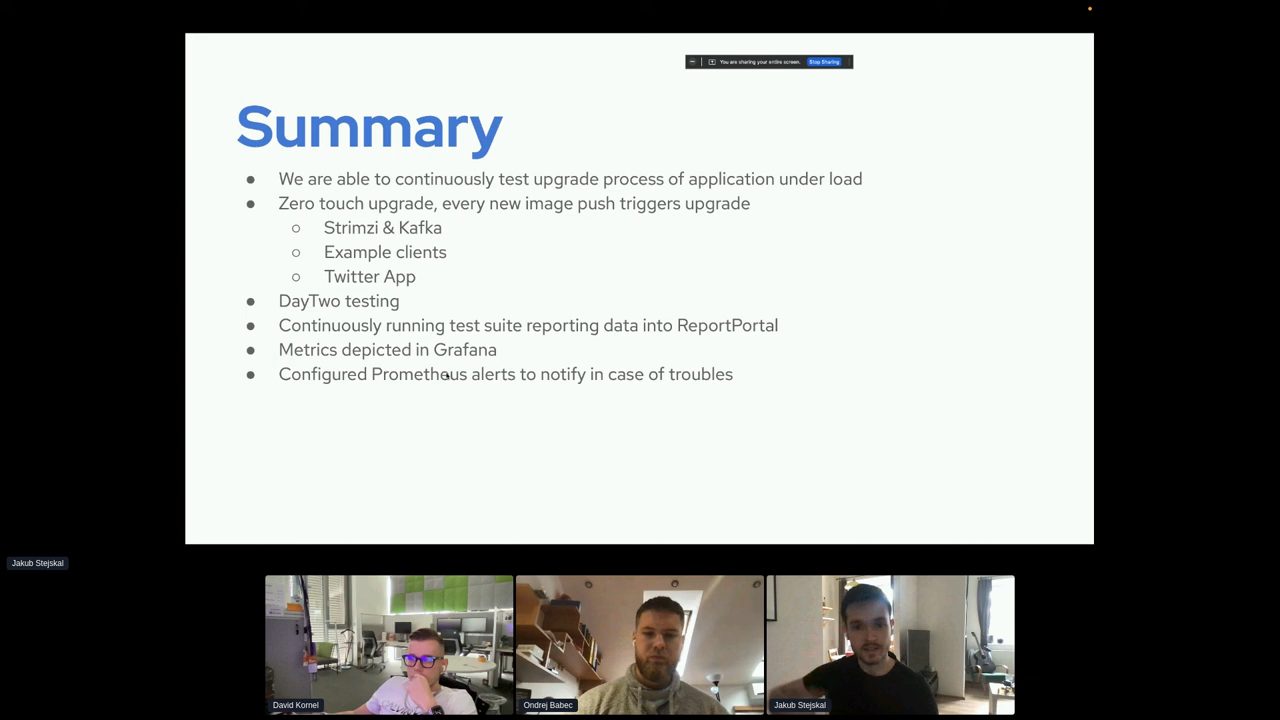 You are sharing your entire screen.
Stop Sharing
Summary
● We are able to continuously test upgrade process of application under load
● Zero touch upgrade, every new image push triggers upgrade
○ Strimzi & Kafka
○ Example clients
○ Twitter App
● DayTwo testing
● Continuously running test suite reporting data into ReportPortal
● Metrics depicted in Grafana
● Configured Prometheus alerts to notify in case of troubles
Jakub Stejskal
David Kornel
Ondrej Babec
Jakub Stejskal